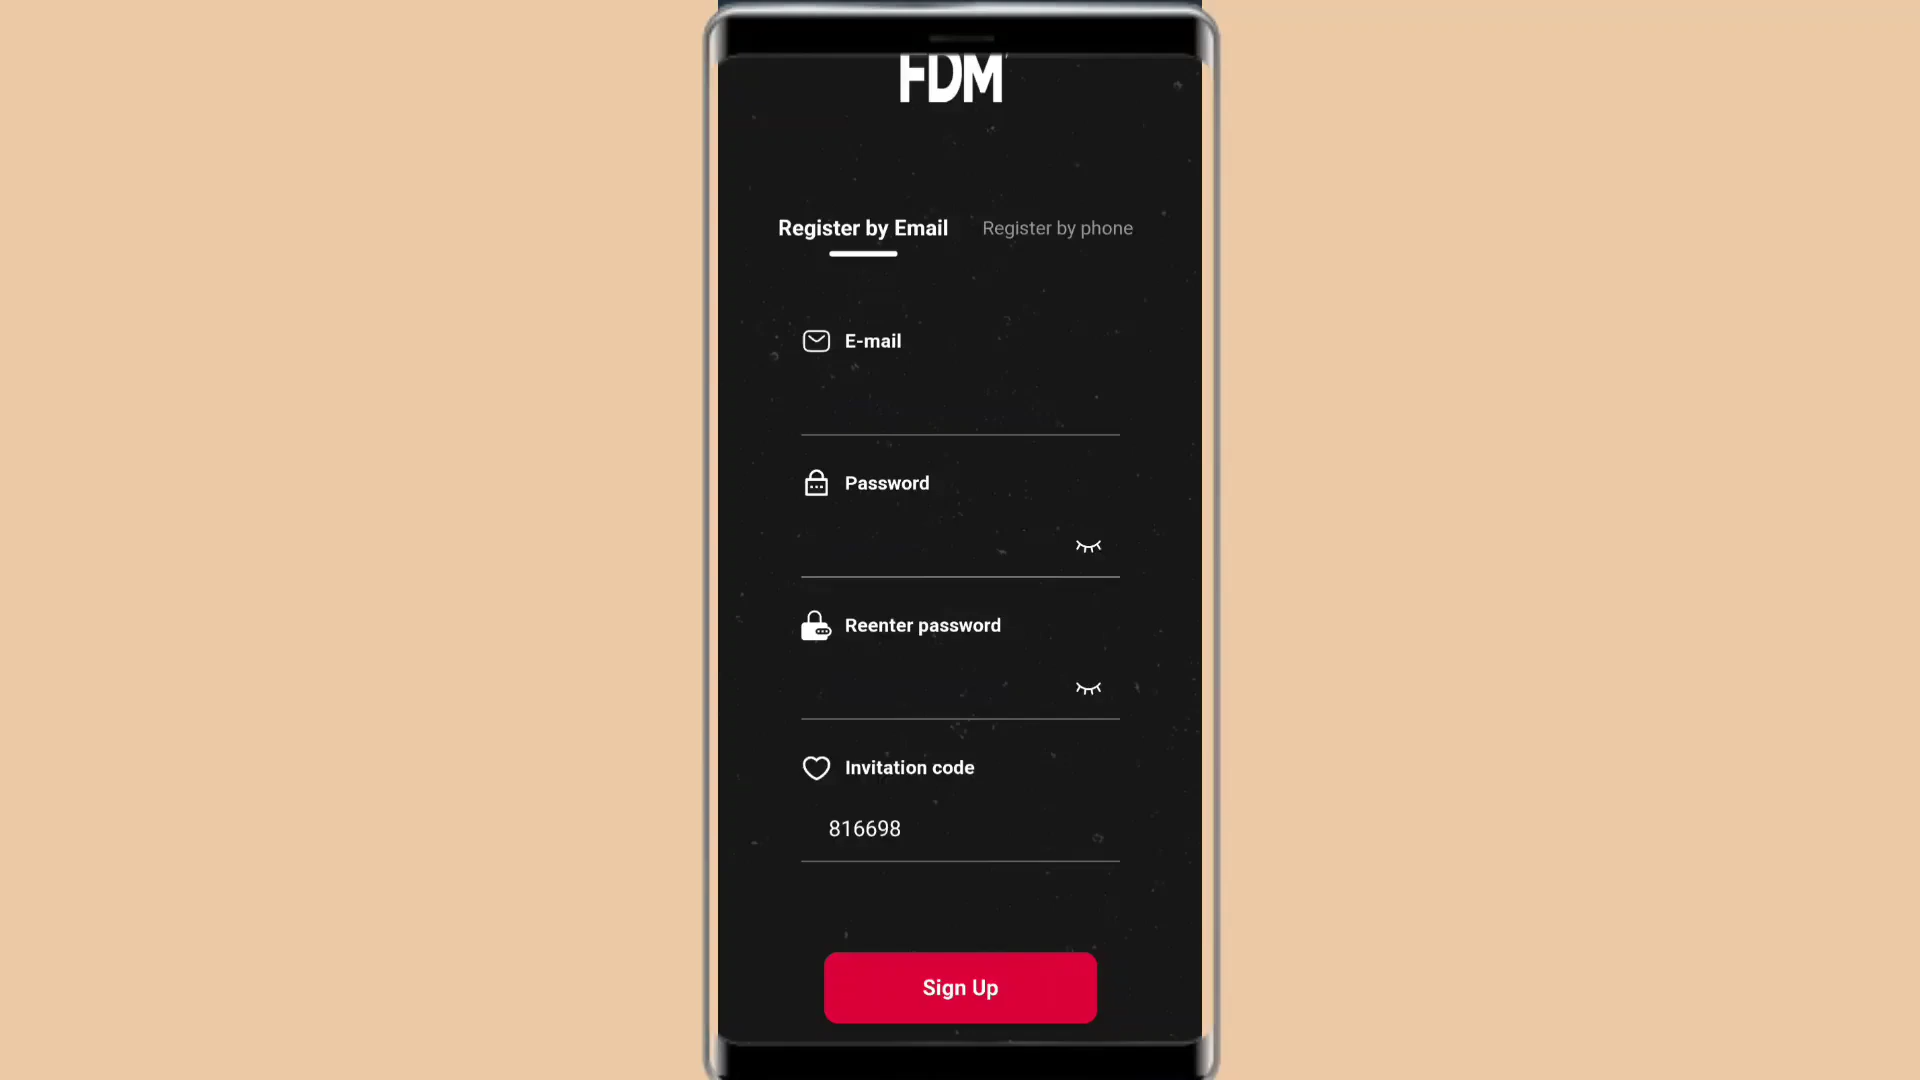 FDM
Register by Email Register by phone
E-mail
Password
Reenter password
Invitation code
816698
Sign Up